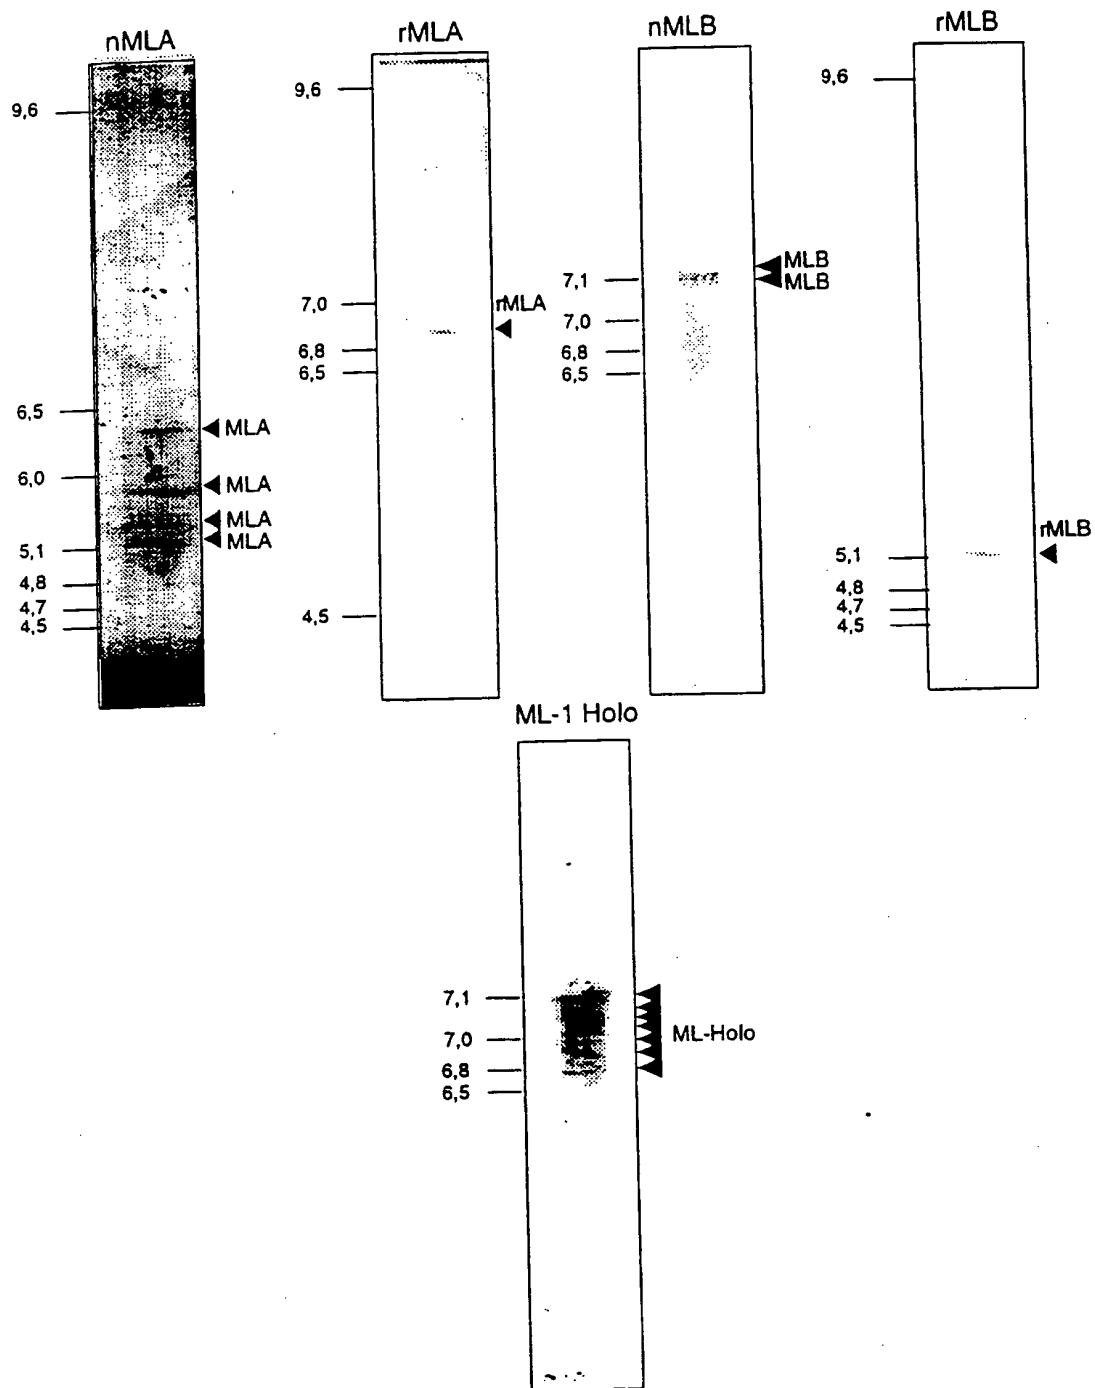 nMLA
9,6
6,5
6,0
5,1
4,8
4,7
4,5
MLA
MLA
MLA
MLA
rMLA
9,6
7,0
6,8
6,5
4,5
rMLA
nMLB
7,1
7,0
6,8
6,5
MLB
MLB
rMLB
9,6
5,1
4,8
4,7
4,5
rMLB
ML-1 Holo
7,1
7,0
6,8
6,5
ML-Holo